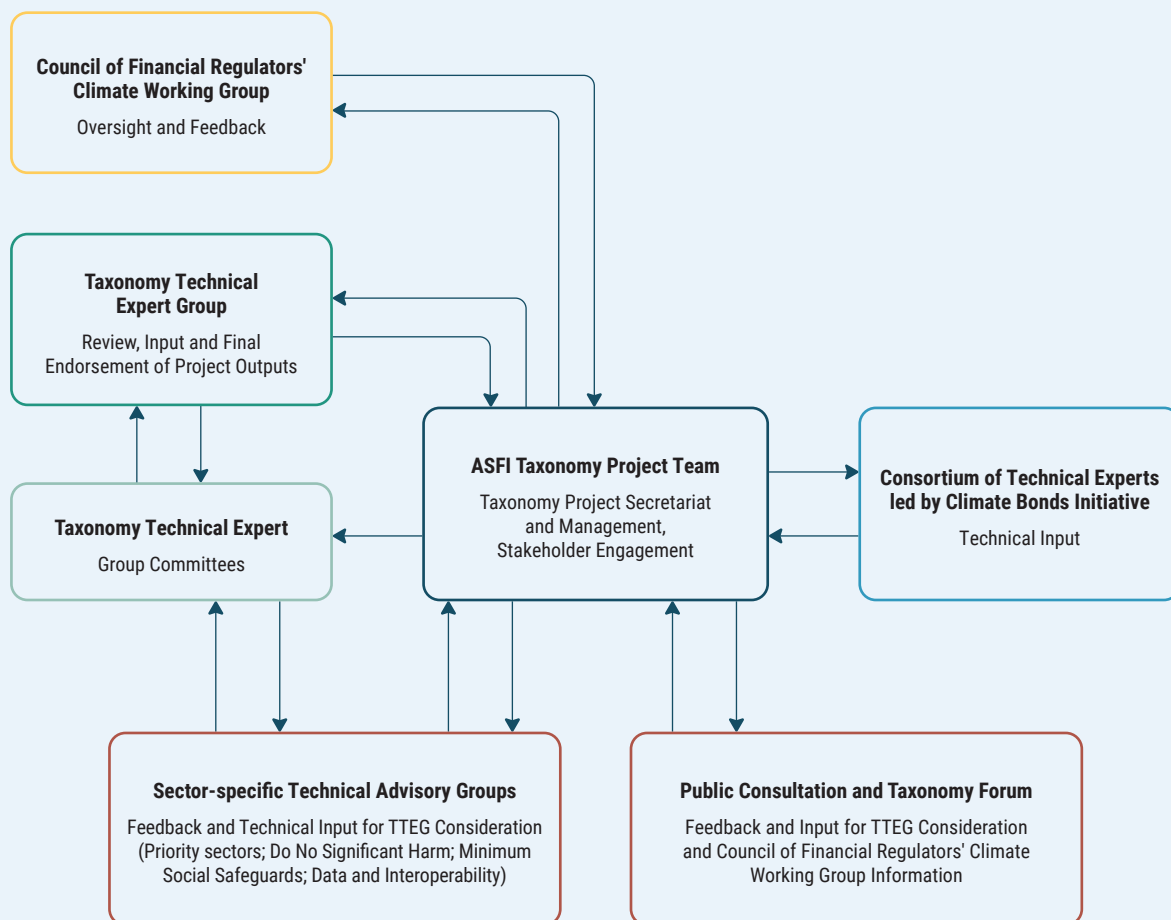 Council of Financial Regulators'
Climate Working Group
Oversight and Feedback
Taxonomy Technical
Expert Group
Review, Input and Final
Endorsement of Project Outputs
ASFI Taxonomy Project Team
Taxonomy Project Secretariat
and Management,
Stakeholder Engagement
Consortium of Technical Experts
led by Climate Bonds Initiative
Technical Input
Taxonomy Technical Expert
Group Committees
Sector-specific Technical Advisory Groups
Feedback and Technical Input for TTEG Consideration
(Priority sectors; Do No Significant Harm; Minimum
Social Safeguards; Data and Interoperability)
Public Consultation and Taxonomy Forum
Feedback and Input for TTEG Consideration
and Council of Financial Regulators' Climate
Working Group Information